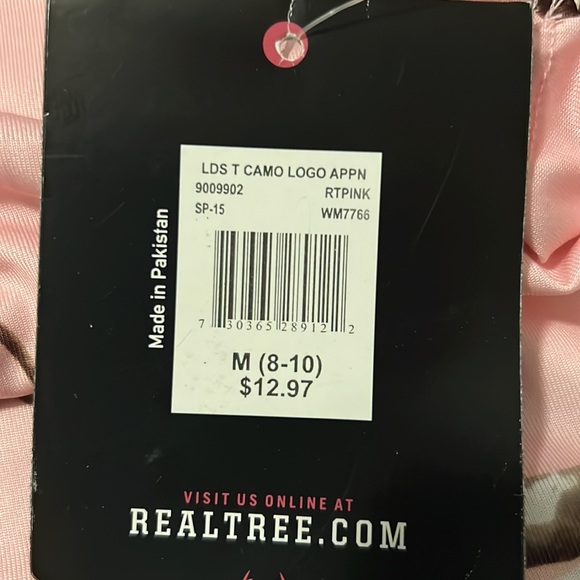 LDS T CAMO LOGO APPN
9009902 RTPINK
SP-15 WM7766
7 30365 28912 2
M (8-10)
$12.97
Made in Pakistan
VISIT US ONLINE AT
REALTREE.COM